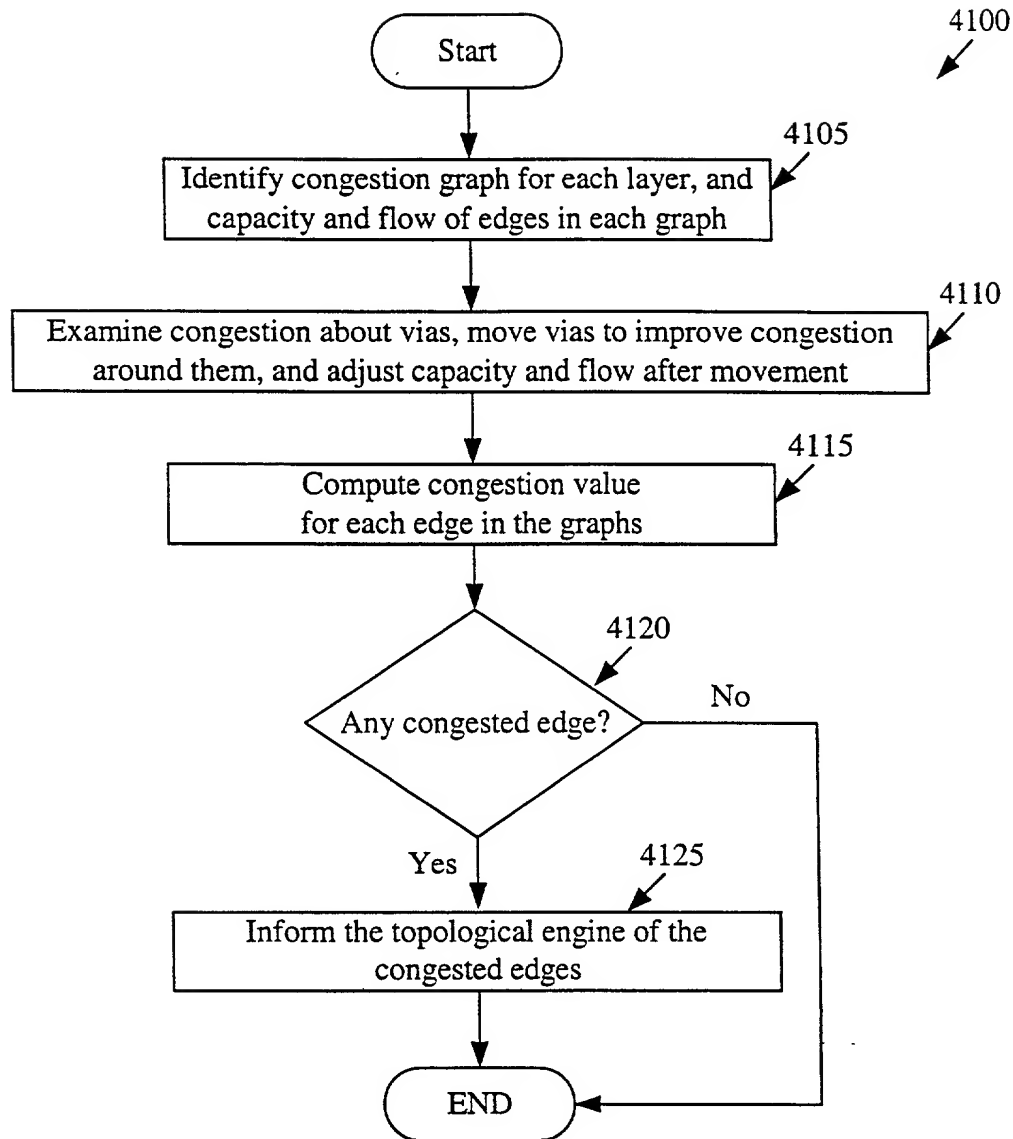 4100
Start
4105
Identify congestion graph for each layer, and
capacity and flow of edges in each graph
4110
Examine congestion about vias, move vias to improve congestion
around them, and adjust capacity and flow after movement
4115
Compute congestion value
for each edge in the graphs
4120
Any congested edge?
No
Yes
4125
Inform the topological engine of the
congested edges
END